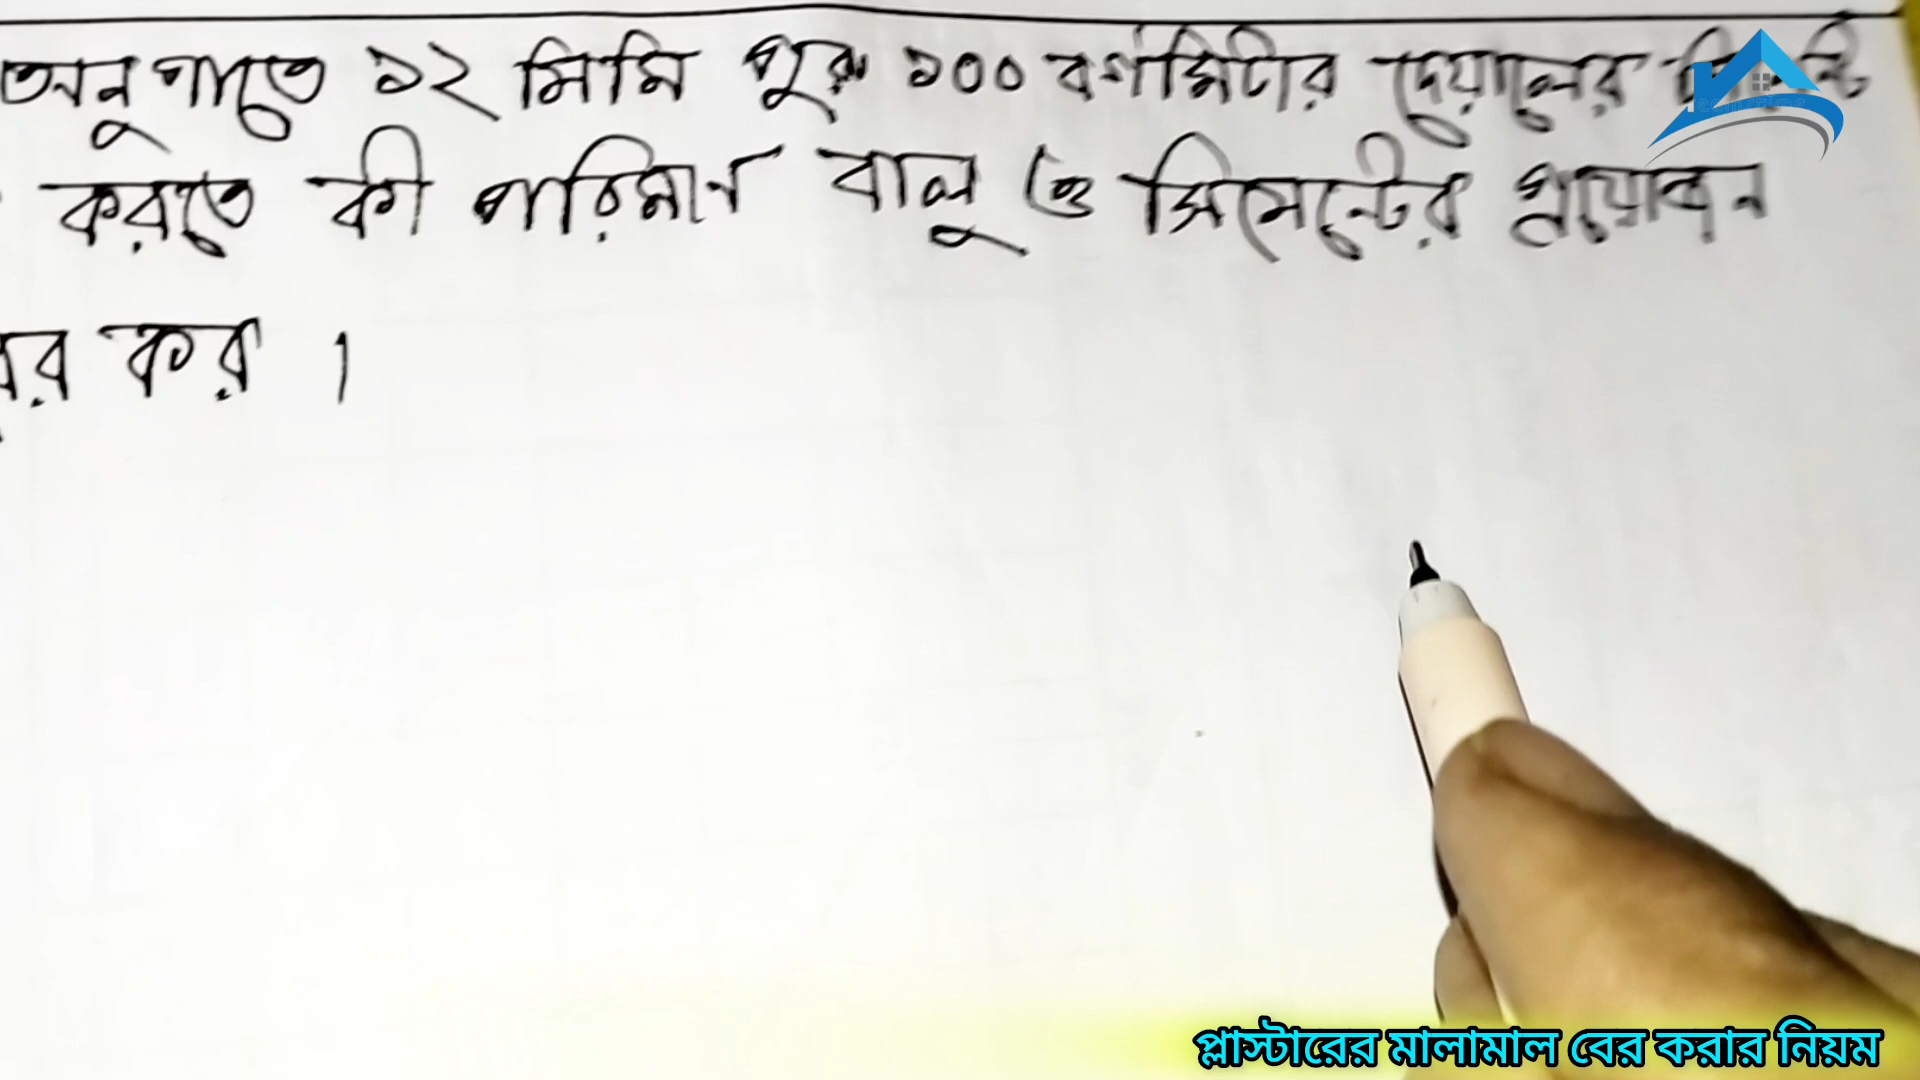 অনুপাতে ১২ মিমি পুরু ১০০ বর্গমিটার দেয়ালের
করতে কী পরিমাণ বালু ও সিমেন্টের প্রয়োজন
কর ।
প্লাস্টারের মালামাল বের করার নিয়ম